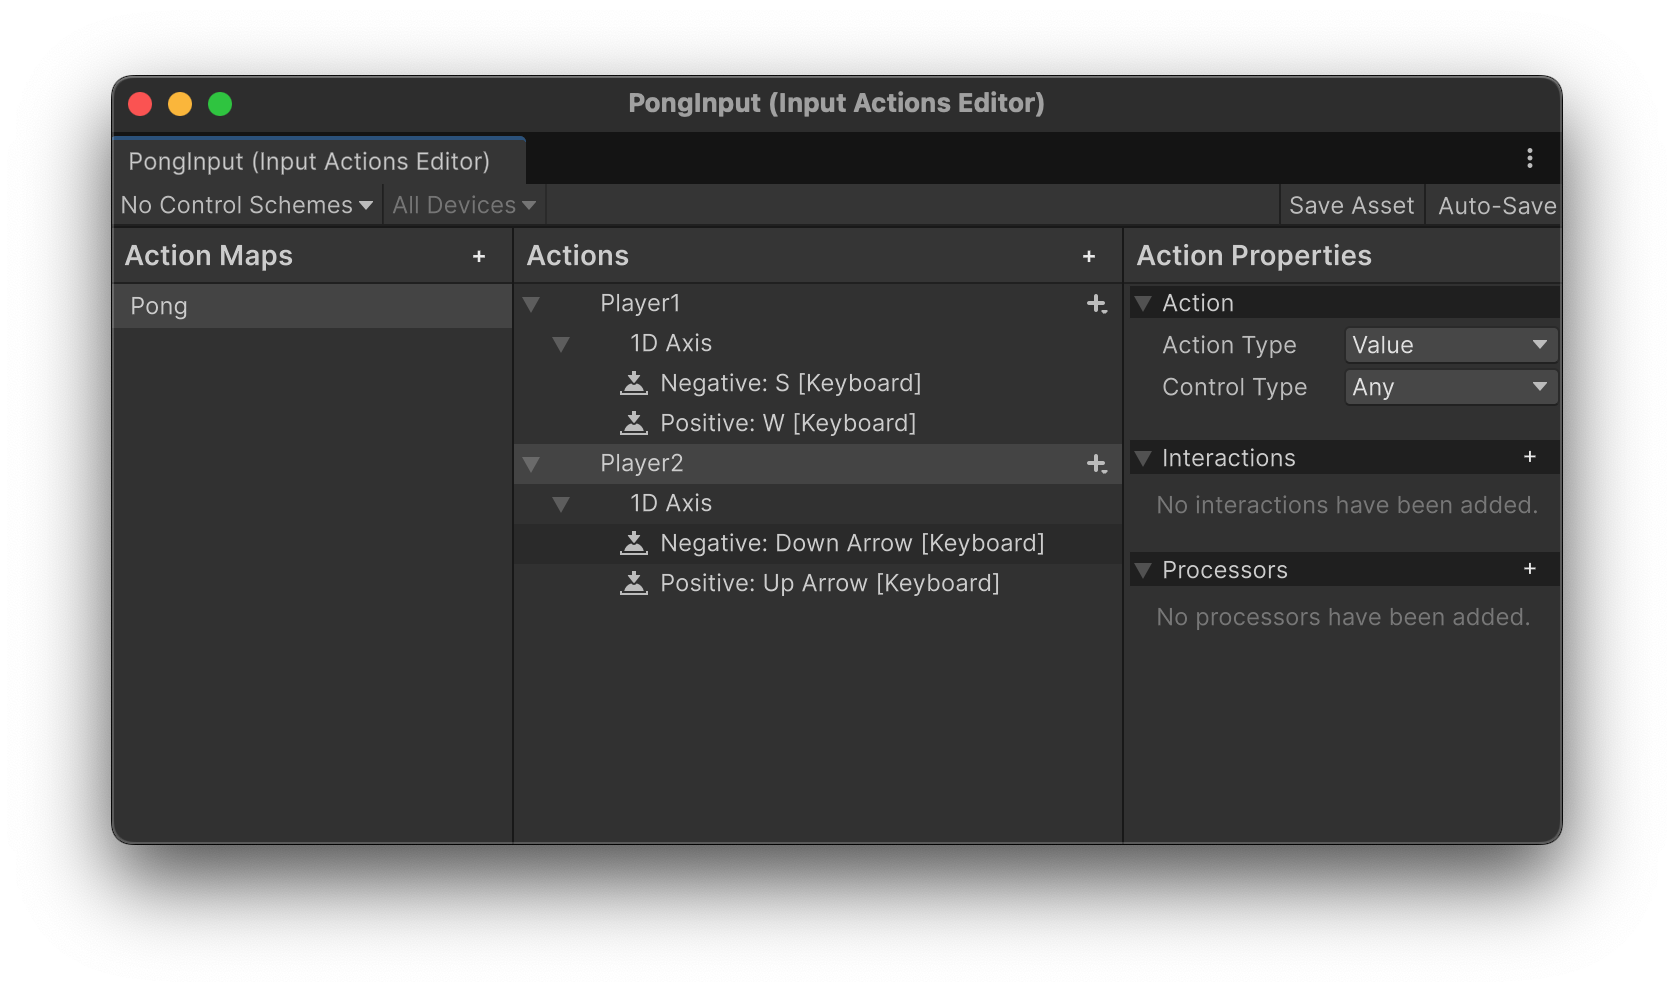 PongInput (Input Actions Editor)
PongInput (Input Actions Editor)
No Control Schemes All Devices Save Asset Auto-Save
Action Maps +
Pong
Actions +
Player1
1D Axis
Negative: S [Keyboard]
Positive: W [Keyboard]
Player2
1D Axis
Negative: Down Arrow [Keyboard]
Positive: Up Arrow [Keyboard]
Action Properties
Action
Action Type Value
Control Type Any
Interactions +
No interactions have been added.
Processors +
No processors have been added.